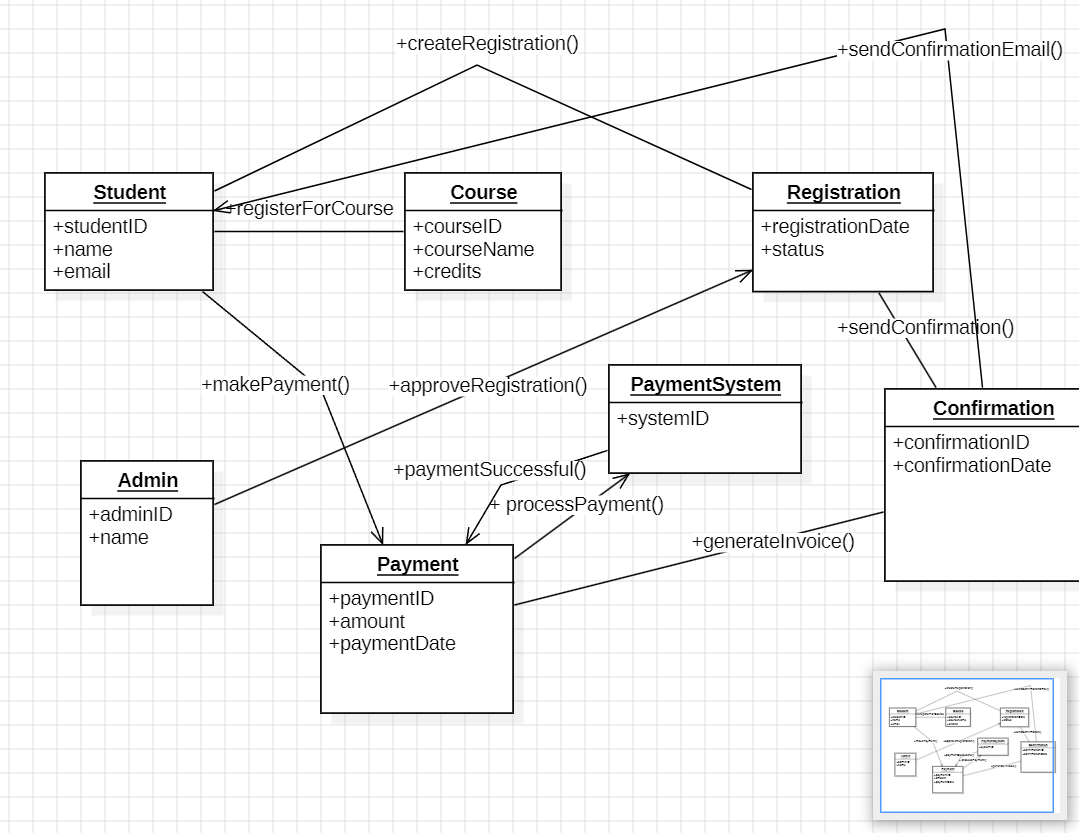 +createRegistration()
+sendConfirmationEmail()
Student
+studentID
+name
+email
+registerForCourse
Course
+courseID
+courseName
+credits
Registration
+registrationDate
+status
+sendConfirmation()
+makePayment()
+approveRegistration()
PaymentSystem
+systemID
Confirmation
+confirmationID
+confirmationDate
Admin
+adminID
+name
+paymentSuccessful()
+ processPayment()
+generateInvoice()
Payment
+paymentID
+amount
+paymentDate